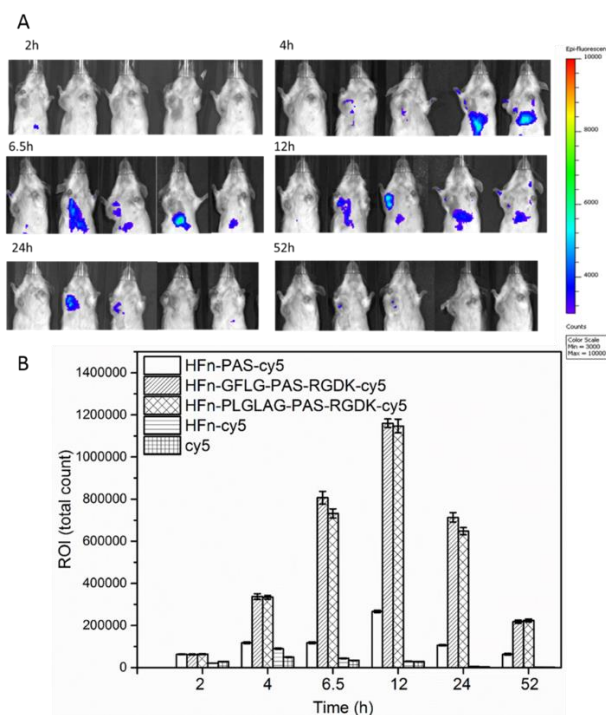 A
2h
4h
Epi-fluorescen
10000
8000
6.5h
12h
6000
24h
52h
4000
Counts
Color Scale
Min = 3000
Max = 10000
B
HFn-PAS-cy5
HFn-GFLG-PAS-RGDK-cy5
HFn-PLGLAG-PAS-RGDK-cy5
HFn-cy5
cy5
ROI (total count)
1400000
1200000
1000000
800000
600000
400000
200000
0
2 4 6.5 12 24 52
Time (h)